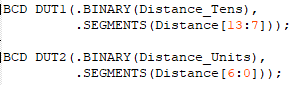 BCD DUT1(.BINARY(Distance_Tens),
.SEGMENTS(Distance[13:7]));
BCD DUT2(.BINARY(Distance_Units),
.SEGMENTS(Distance[6:0]));